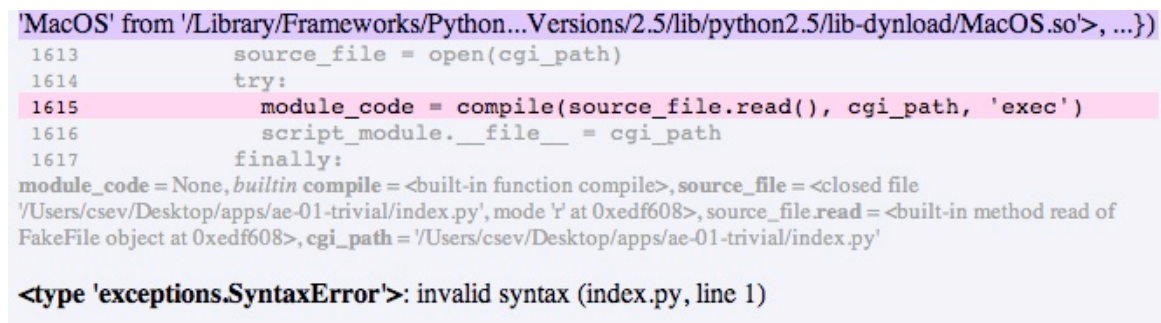 'MacOS' from '/Library/Frameworks/Python...Versions/2.5/lib/python2.5/lib-dynload/MacOS.so'>, ...})
1613 source_file = open(cgi_path)
1614 try:
1615 module_code = compile(source_file.read(), cgi_path, 'exec')
1616 script_module.__file__ = cgi_path
1617 finally:
module_code = None, builtin compile = <built-in function compile>, source_file = <closed file
'/Users/csev/Desktop/apps/ae-01-trivial/index.py', mode 'r' at 0xedf608>, source_file.read = <built-in method read of
FakeFile object at 0xedf608>, cgi_path = '/Users/csev/Desktop/apps/ae-01-trivial/index.py'
<type 'exceptions.SyntaxError'>: invalid syntax (index.py, line 1)